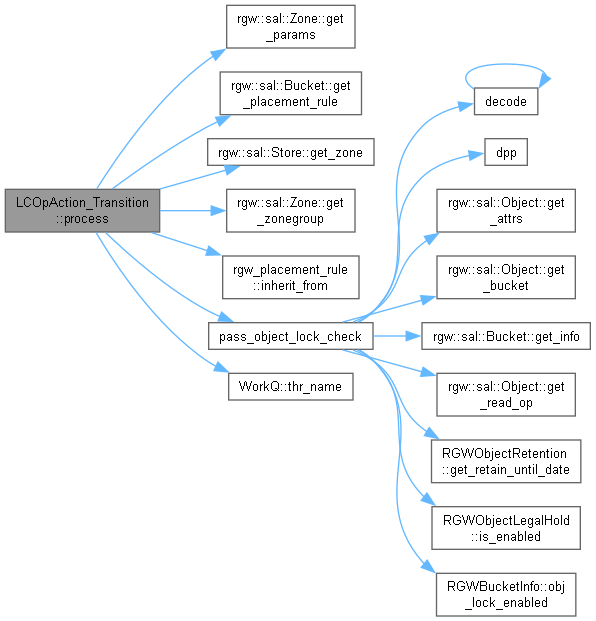 rgw::sal::Zone::get
_params
rgw::sal::Bucket::get
_placement_rule
rgw::sal::Store::get_zone
LCOpAction_Transition
::process
rgw::sal::Zone::get
_zonegroup
rgw_placement_rule
::inherit_from
pass_object_lock_check
WorkQ::thr_name
decode
dpp
rgw::sal::Object::get
_attrs
rgw::sal::Object::get
_bucket
rgw::sal::Bucket::get_info
rgw::sal::Object::get
_read_op
RGWObjectRetention
::get_retain_until_date
RGWObjectLegalHold
::is_enabled
RGWBucketInfo::obj
_lock_enabled